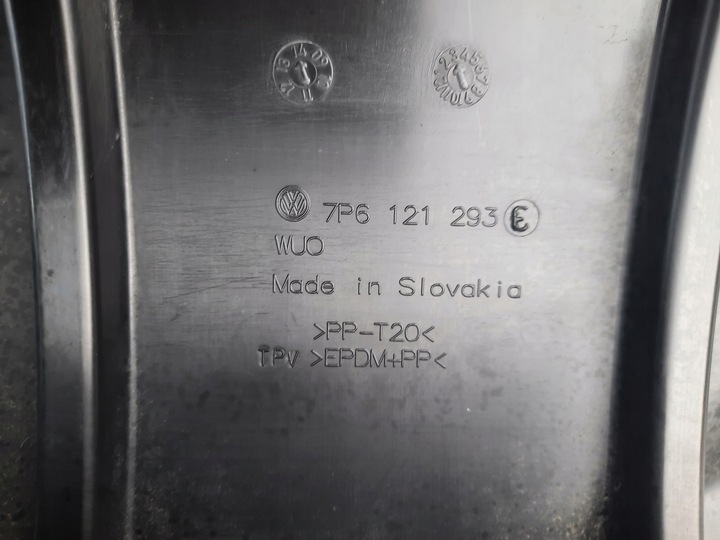 7P6 121 293 E
WUO
Made in Slovakia
>PP-T20<
TPV >EPDM+PP<